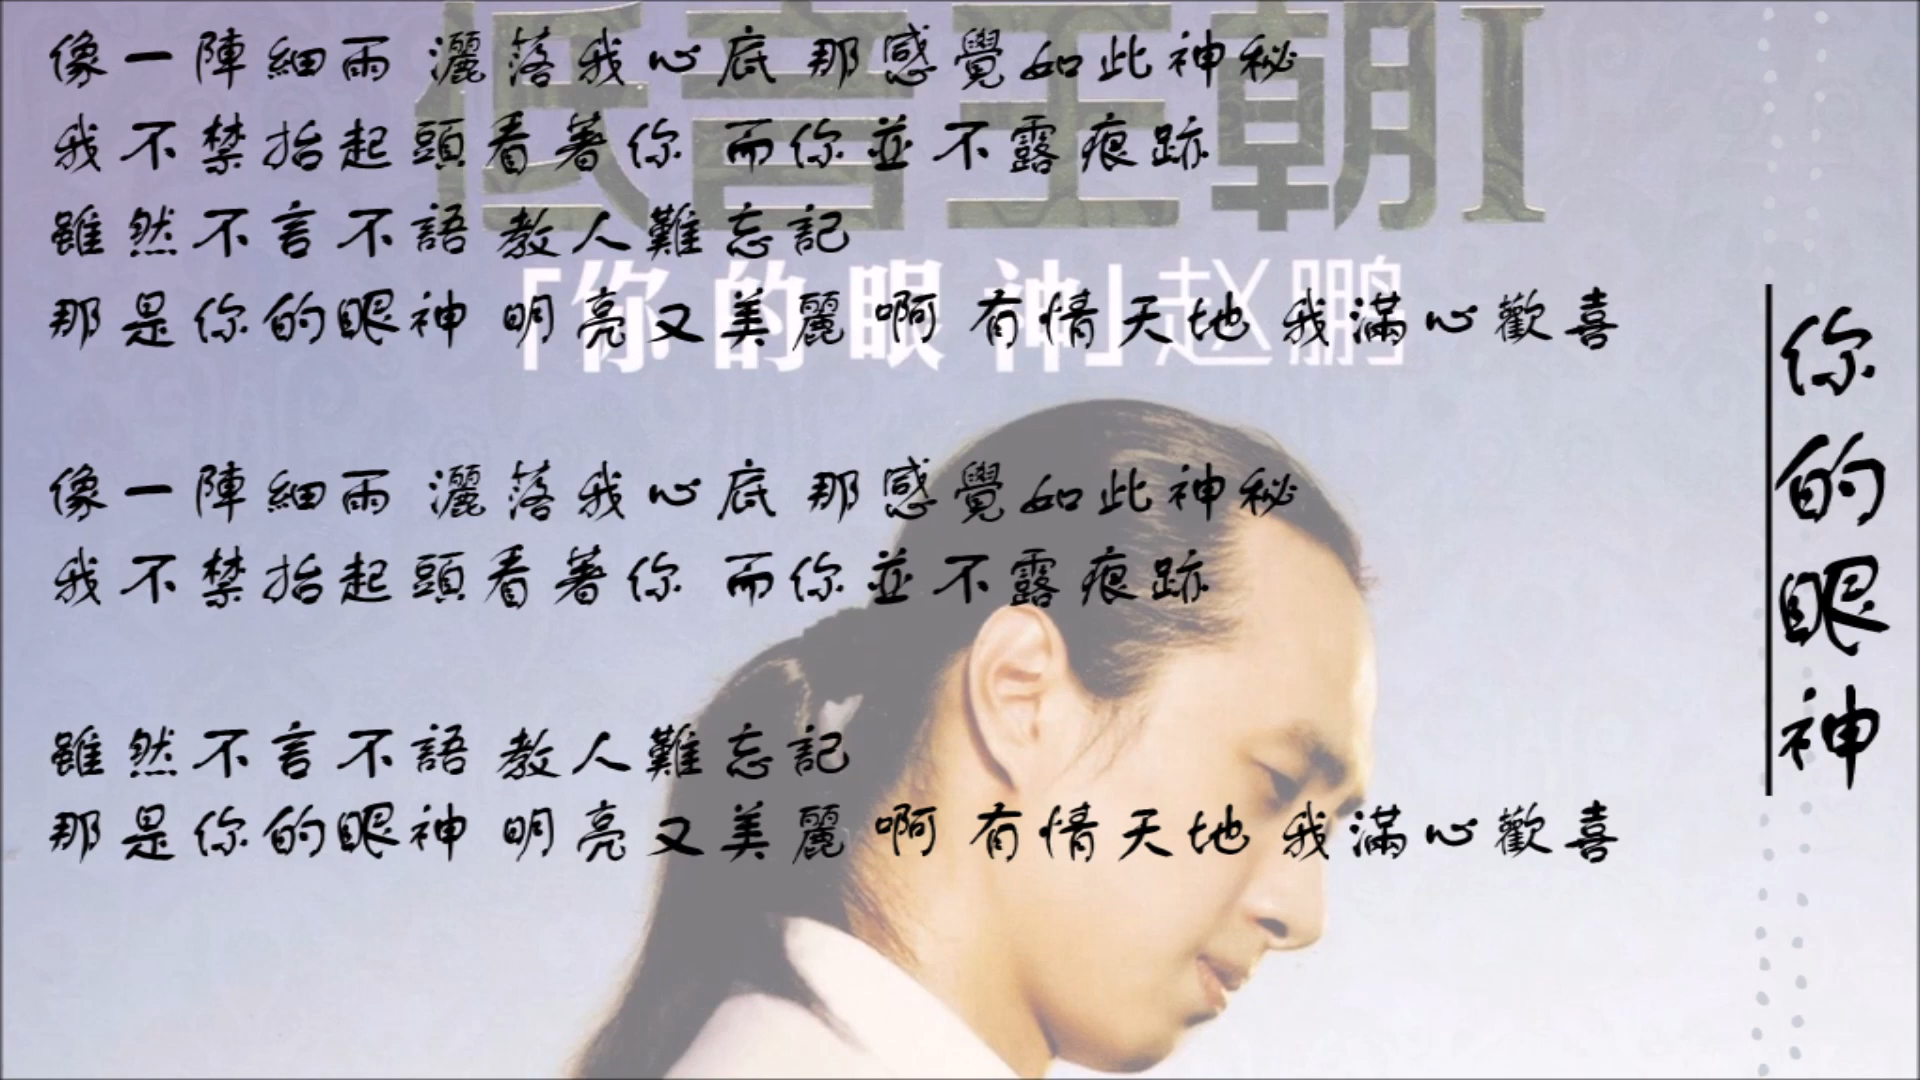 低音王朝I
「你的眼神」赵鹏
像一陣細雨 灑落我心底 那感覺如此神秘
我不禁抬起頭看著你 而你並不露痕跡
雖然不言不語 教人難忘記
那是你的眼神 明亮又美麗 啊 有情天地 我滿心歡喜
像一陣細雨 灑落我心底 那感覺如此神秘
我不禁抬起頭看著你 而你並不露痕跡
雖然不言不語 教人難忘記
那是你的眼神 明亮又美麗 啊 有情天地 我滿心歡喜
你的眼神